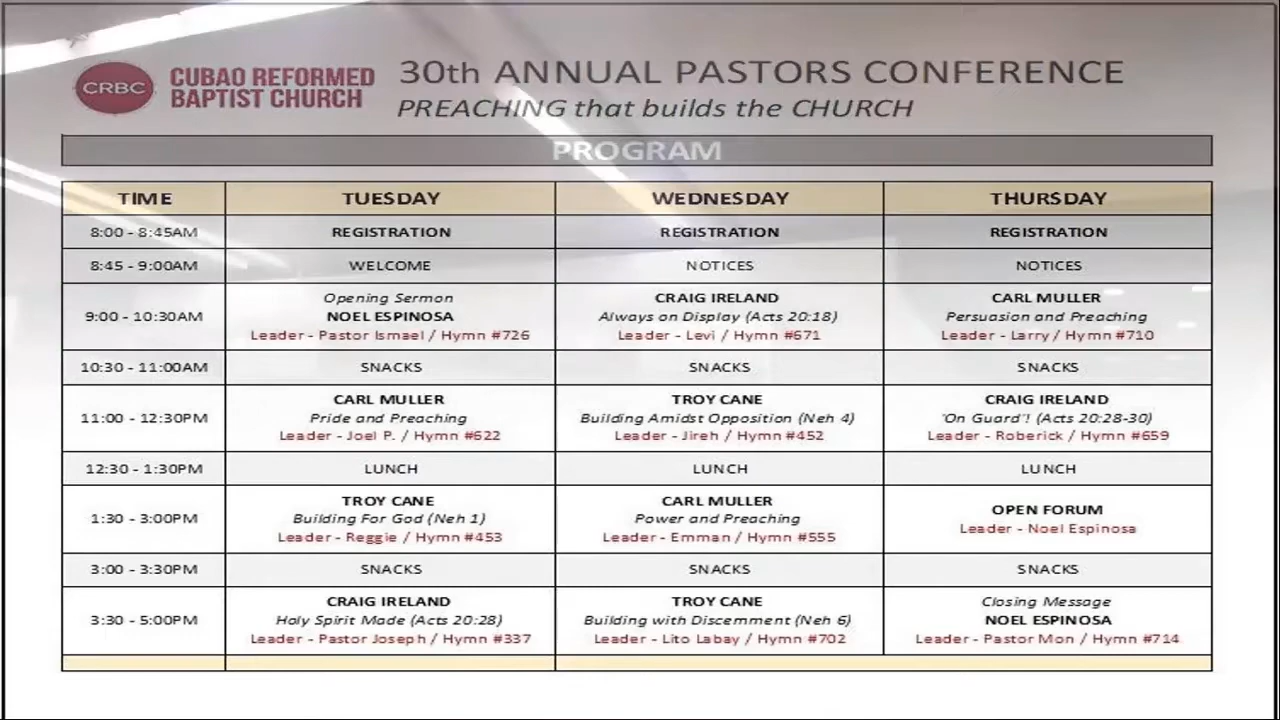 CRBC
CUBAO REFORMED
BAPTIST CHURCH
30th ANNUAL PASTORS CONFERENCE
PREACHING that builds the CHURCH
PROGRAM
TIME TUESDAY WEDNESDAY THURSDAY
8:00 - 8:45AM REGISTRATION REGISTRATION REGISTRATION
8:45 - 9:00AM WELCOME NOTICES NOTICES
9:00 - 10:30AM
Opening Sermon
NOEL ESPINOSA
Leader - Pastor Ismael / Hymn #726
CRAIG IRELAND
Always on Display (Acts 20:18)
Leader - Levi / Hymn #671
CARL MULLER
Persuasion and Preaching
Leader - Larry / Hymn #710
10:30 - 11:00AM SNACKS SNACKS SNACKS
11:00 - 12:30PM
CARL MULLER
Pride and Preaching
Leader - Joel P. / Hymn #622
TROY CANE
Building Amidst Opposition (Neh 4)
Leader - Jireh / Hymn #452
CRAIG IRELAND
'On Guard'! (Acts 20:28-30)
Leader - Roberick / Hymn #659
12:30 - 1:30PM LUNCH LUNCH LUNCH
1:30 - 3:00PM
TROY CANE
Building For God (Neh 1)
Leader - Reggie / Hymn #453
CARL MULLER
Power and Preaching
Leader - Emman / Hymn #555
OPEN FORUM
Leader - Noel Espinosa
3:00 - 3:30PM SNACKS SNACKS SNACKS
3:30 - 5:00PM
CRAIG IRELAND
Holy Spirit Made (Acts 20:28)
Leader - Pastor Joseph / Hymn #337
TROY CANE
Building with Discernment (Neh 6)
Leader - Lito Labay / Hymn #702
Closing Message
NOEL ESPINOSA
Leader - Pastor Mon / Hymn #714